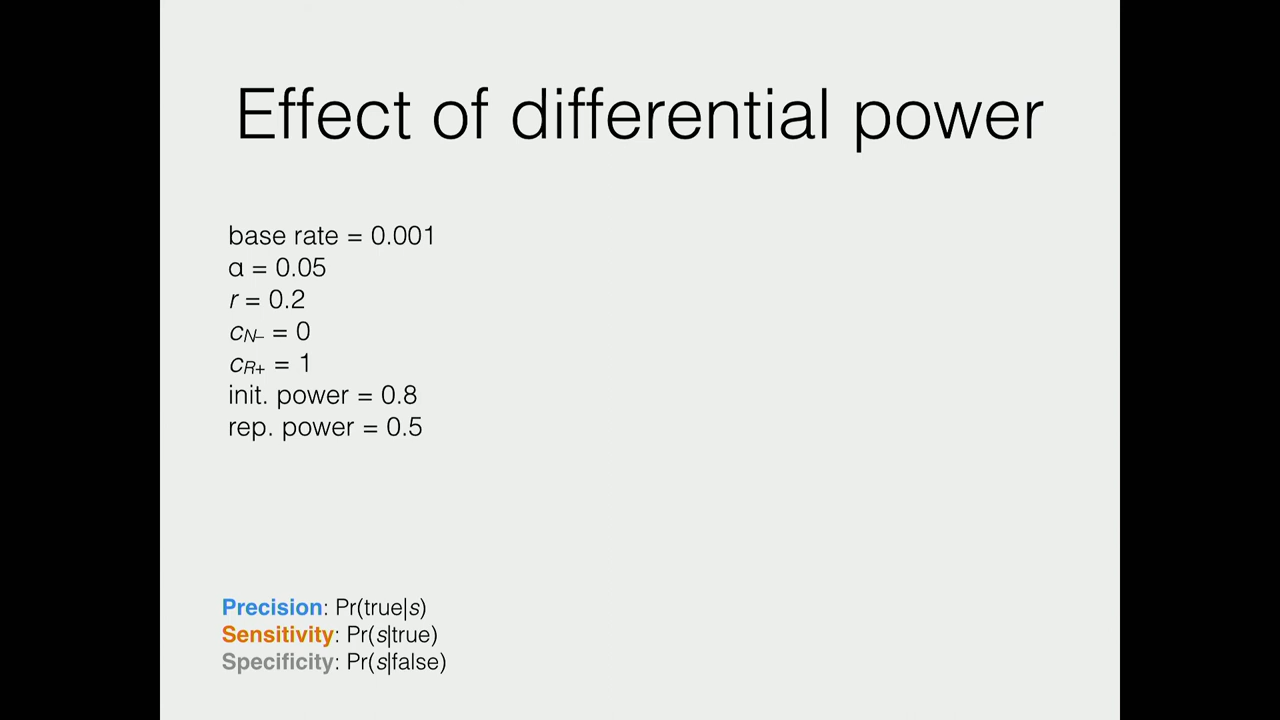 Effect of differential power
base rate = 0.001
α = 0.05
r = 0.2
cN– = 0
cR+ = 1
init. power = 0.8
rep. power = 0.5
Precision: Pr(true|s)
Sensitivity: Pr(s|true)
Specificity: Pr(s|false)